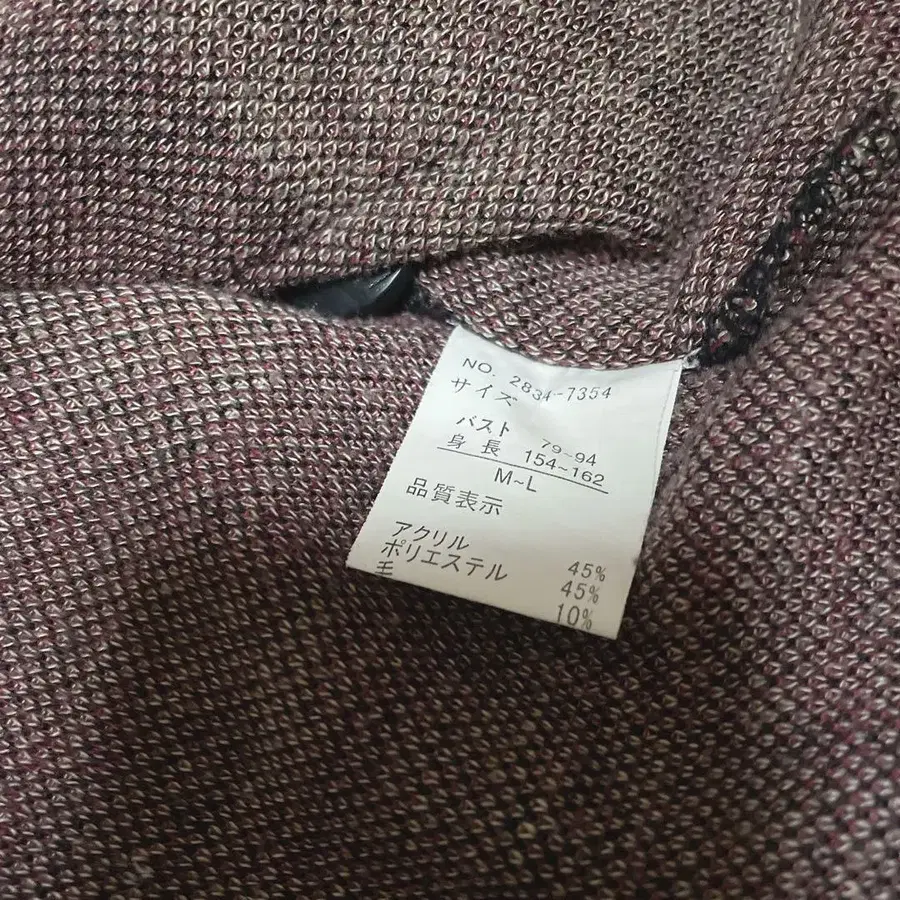 NO. 2834-7354
サイズ
バスト 79~94
身長 154~162
M~L
品質表示
アクリル 45%
ポリエステル 45%
毛 10%